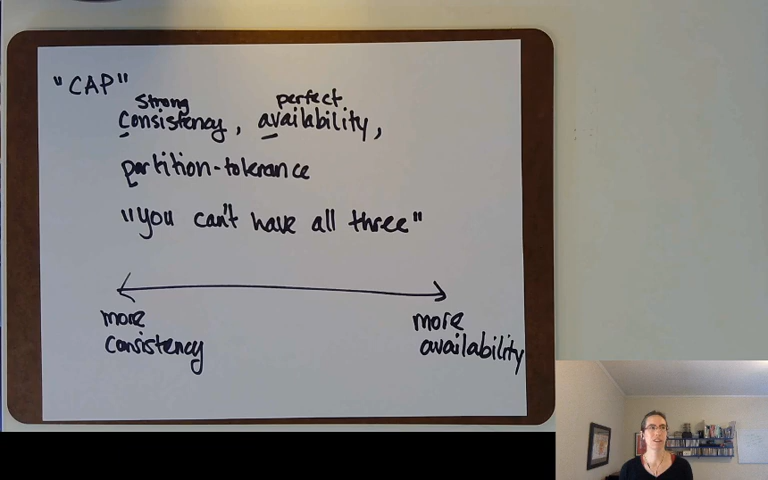 "CAP"
strong perfect
consistency, availability,
partition-tolerance
"you can't have all three"
more more
consistency availability